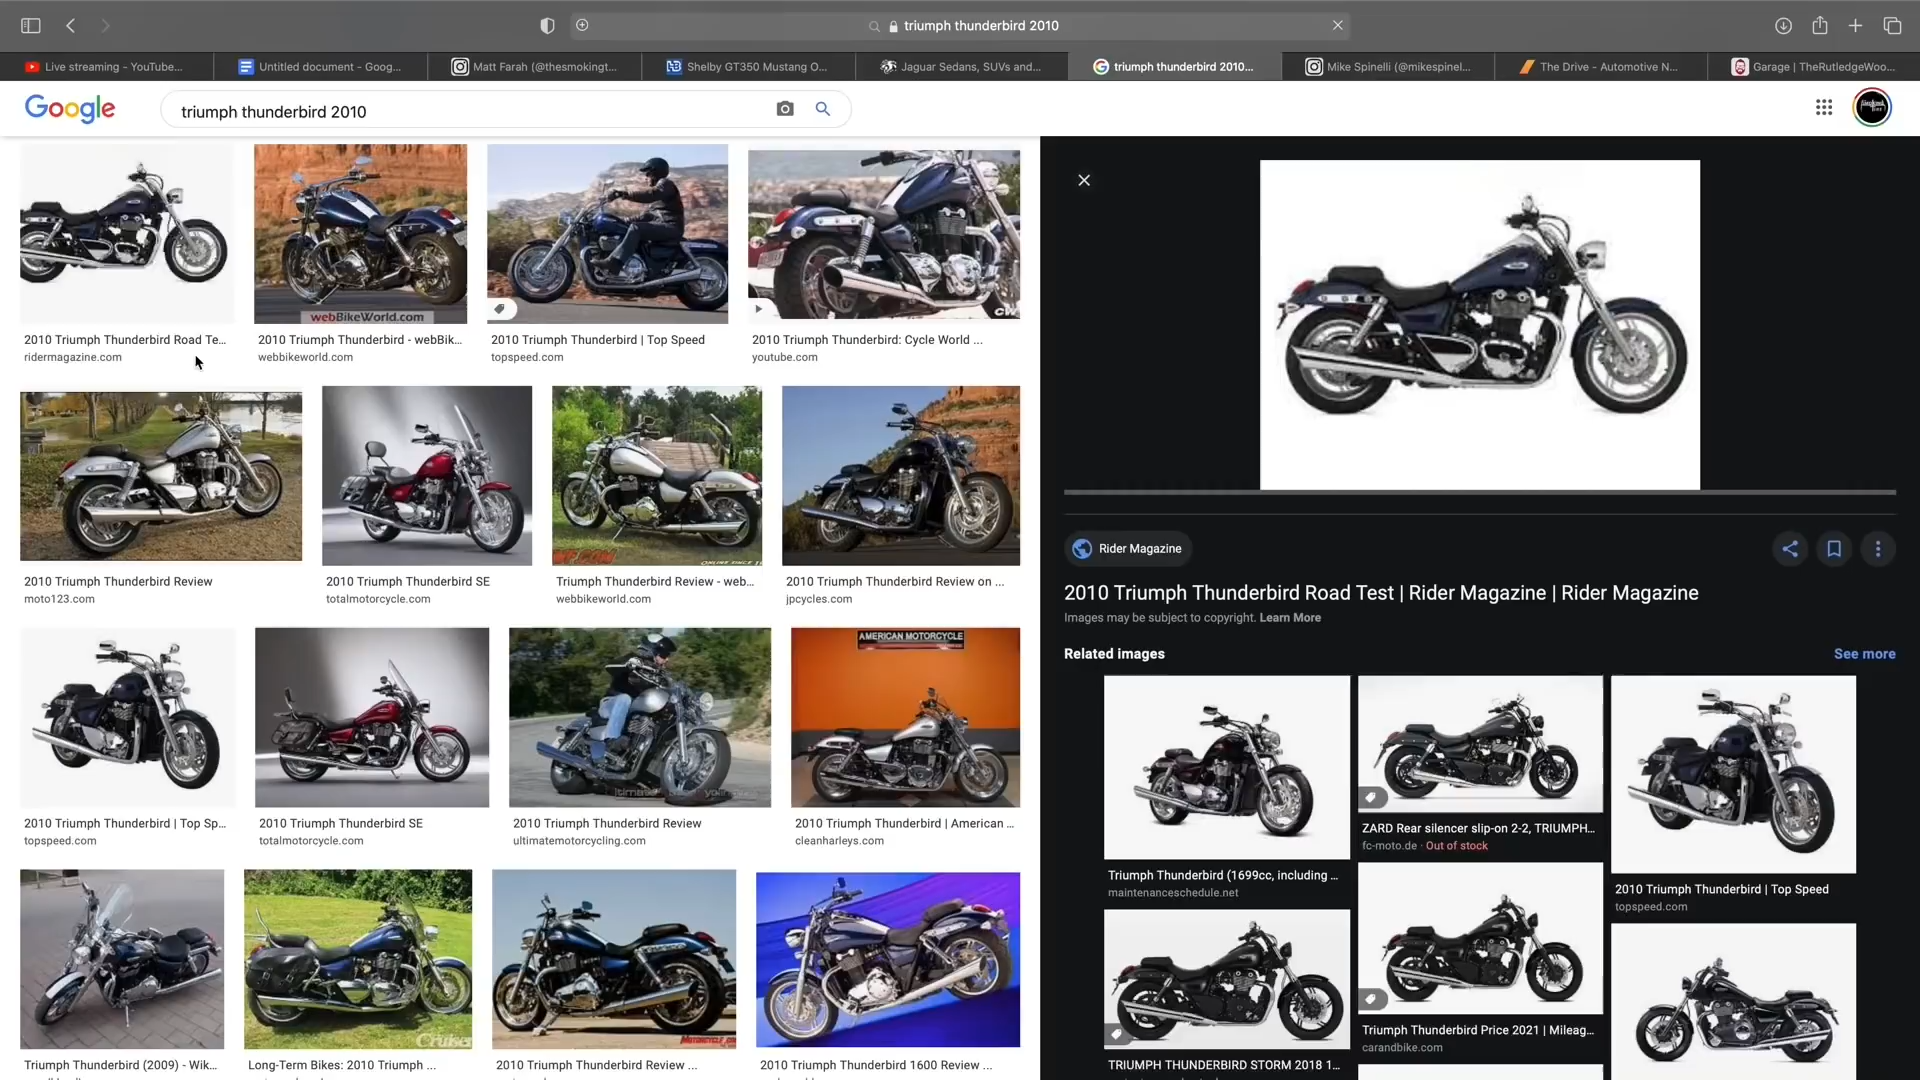 triumph thunderbird 2010
Live streaming - YouTube...
Untitled document - Goog...
Matt Farah (@thesmokingt...
Shelby GT350 Mustang O...
Jaguar Sedans, SUVs and...
triumph thunderbird 2010...
Mike Spinelli (@mikespinel...
The Drive - Automotive N...
Garage | TheRutledgeWoo...
Google
triumph thunderbird 2010
webBikeWorld.com
cw
2010 Triumph Thunderbird Road Te...
ridermagazine.com
2010 Triumph Thunderbird - webBik...
webbikeworld.com
2010 Triumph Thunderbird | Top Speed
topspeed.com
2010 Triumph Thunderbird: Cycle World ...
youtube.com
2010 Triumph Thunderbird Review
moto123.com
2010 Triumph Thunderbird SE
totalmotorcycle.com
Triumph Thunderbird Review - web...
webbikeworld.com
2010 Triumph Thunderbird Review on ...
jpcycles.com
AMERICAN MOTORCYCLE
2010 Triumph Thunderbird | Top Sp...
topspeed.com
2010 Triumph Thunderbird SE
totalmotorcycle.com
2010 Triumph Thunderbird Review
ultimatemotorcycling.com
2010 Triumph Thunderbird | American ...
cleanharleys.com
Cruiser
Triumph Thunderbird (2009) - Wik...
Long-Term Bikes: 2010 Triumph ...
2010 Triumph Thunderbird Review ...
2010 Triumph Thunderbird 1600 Review ...
Rider Magazine
2010 Triumph Thunderbird Road Test | Rider Magazine | Rider Magazine
Images may be subject to copyright. Learn More
Related images
See more
Triumph Thunderbird (1699cc, including ...
maintenanceschedule.net
ZARD Rear silencer slip-on 2-2, TRIUMPH...
fc-moto.de · Out of stock
2010 Triumph Thunderbird | Top Speed
topspeed.com
TRIUMPH THUNDERBIRD STORM 2018 1...
Triumph Thunderbird Price 2021 | Mileag...
carandbike.com